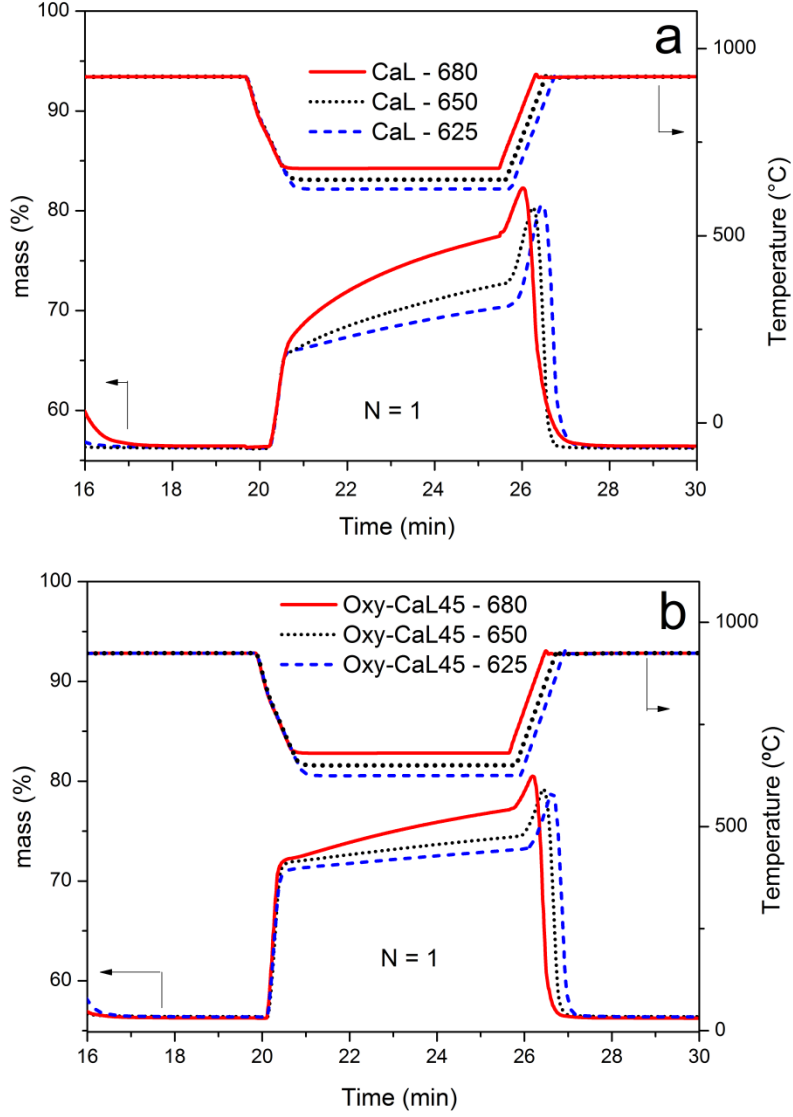 a
100
90
80
70
60
mass (%)
CaL - 680
CaL - 650
CaL - 625
N = 1
1000
500
0
Temperature (°C)
16 18 20 22 24 26 28 30
Time (min)
b
100
90
80
70
60
mass (%)
Oxy-CaL45 - 680
Oxy-CaL45 - 650
Oxy-CaL45 - 625
N = 1
1000
500
0
Temperature (ºC)
16 18 20 22 24 26 28 30
Time (min)